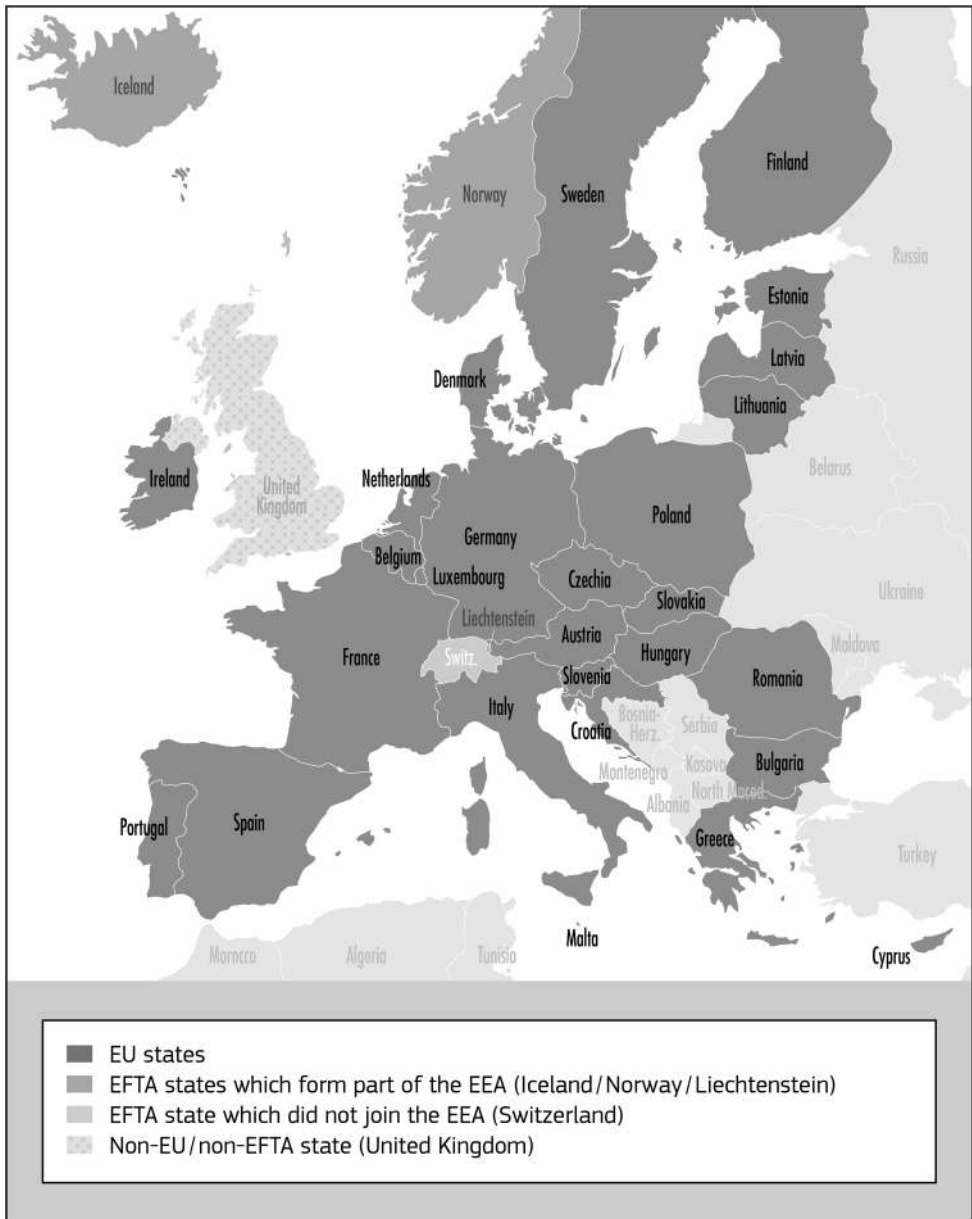 Iceland
Finland
Norway
Sweden
Russia
Estonia
Latvia
Denmark
Lithuania
Belarus
Ireland
Netherlands
United
Kingdom
Poland
Germany
Belgium
Luxembourg
Czechia
Ukraine
Slovakia
Liechtenstein
Austria
Moldova
France
Switz.
Hungary
Slovenia
Romania
Italy
Bosnia-
Herz.
Serbia
Croatia
Bulgaria
Kosovo
Montenegro
North Maced.
Albania
Portugal
Spain
Greece
Turkey
Malta
Morocco
Algeria
Tunisia
Cyprus
EU states
EFTA states which form part of the EEA (Iceland/Norway/Liechtenstein)
EFTA state which did not join the EEA (Switzerland)
Non-EU/non-EFTA state (United Kingdom)